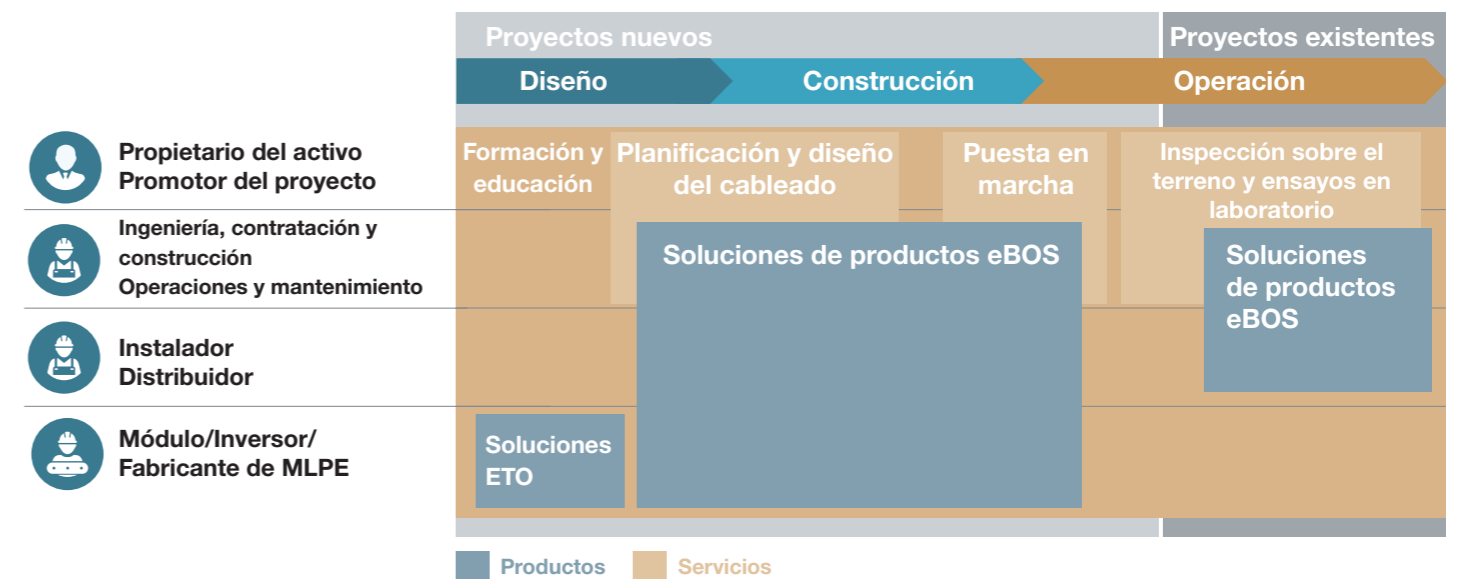 Proyectos nuevos
Proyectos existentes
Diseño
Construcción
Operación
Propietario del activo
Promotor del proyecto
Formación y
educación
Planificación y diseño
del cableado
Puesta en
marcha
Inspección sobre el
terreno y ensayos en
laboratorio
Ingeniería, contratación y
construcción
Operaciones y mantenimiento
Soluciones de productos eBOS
Soluciones
de productos
eBOS
Instalador
Distribuidor
Módulo/Inversor/
Fabricante de MLPE
Soluciones
ETO
Productos
Servicios